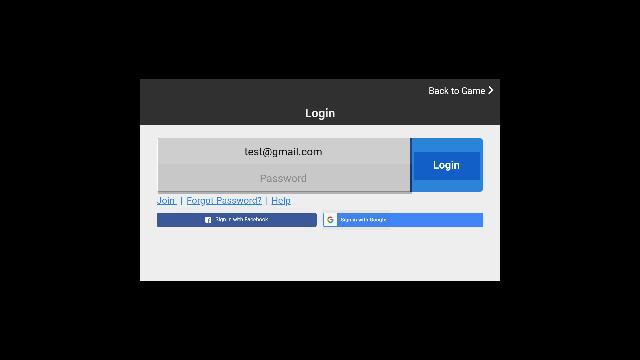 Back to Game
Login
test@gmail.com
Password
Login
Join | Forgot Password? | Help
Sign in with Facebook
Sign in with Google